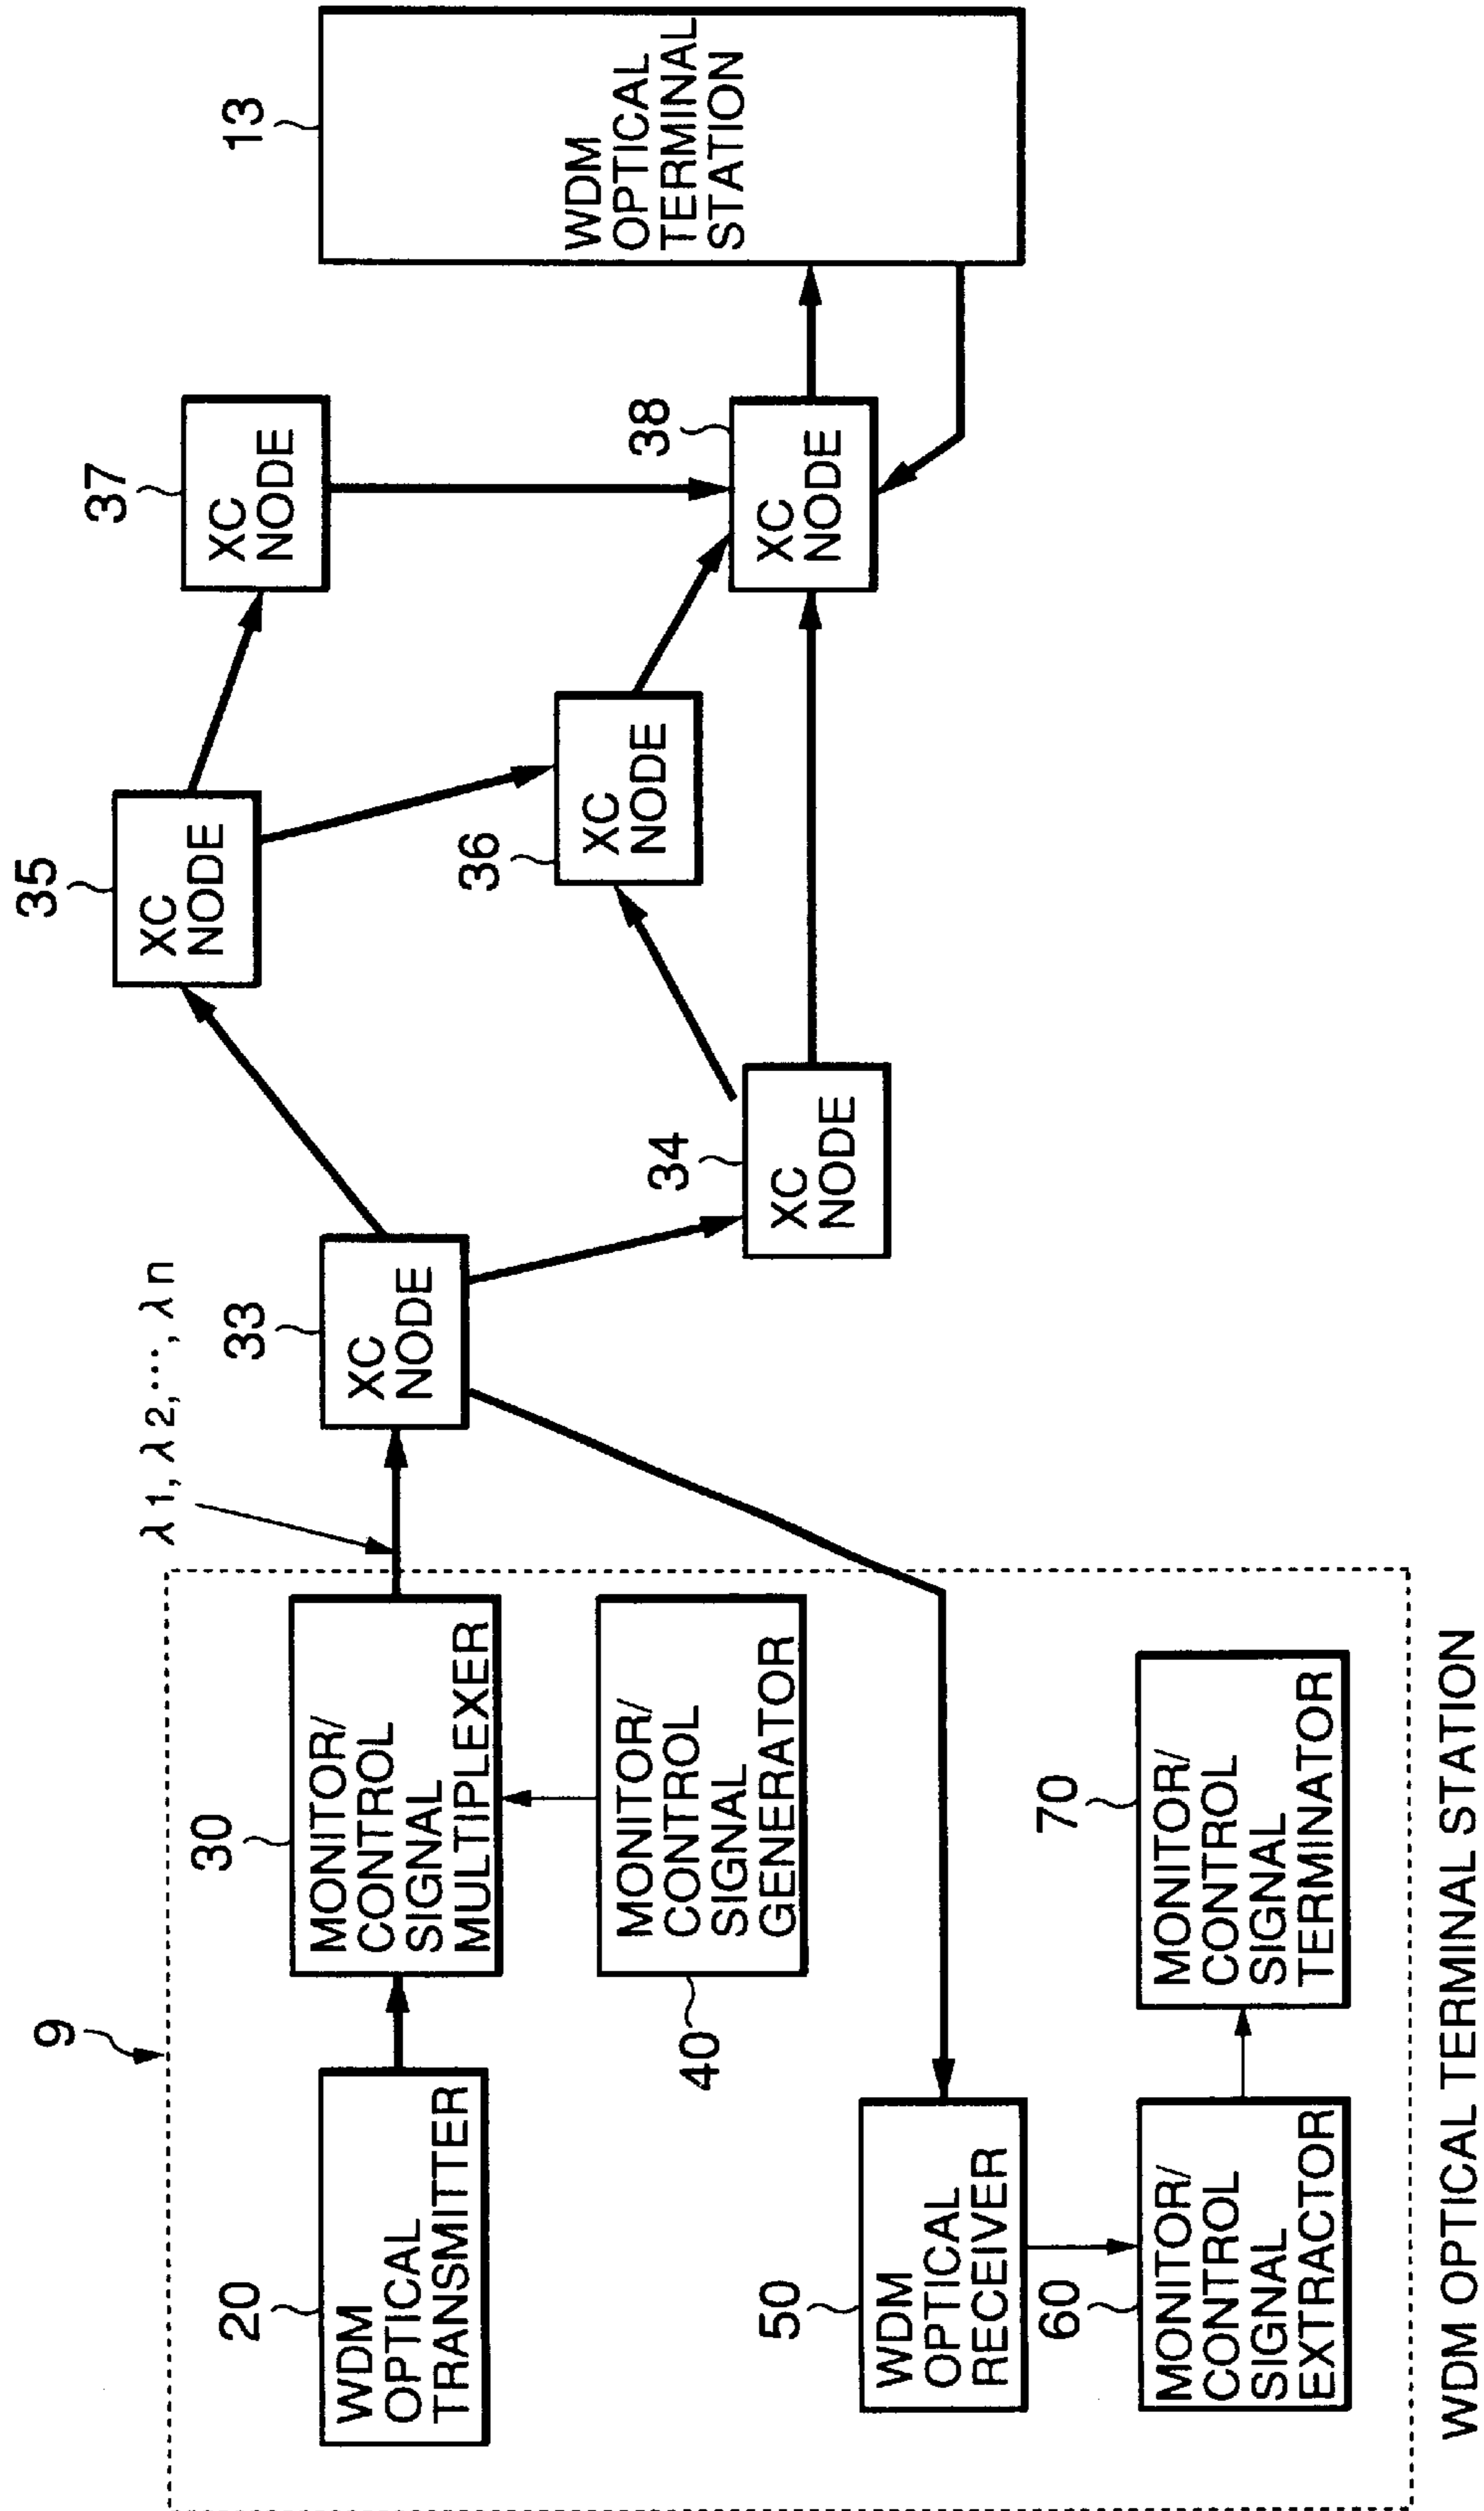 9
20
WDM
OPTICAL
TRANSMITTER
30
MONITOR/
CONTROL
SIGNAL
MULTIPLEXER
40
MONITOR/
CONTROL
SIGNAL
GENERATOR
50
WDM
OPTICAL
RECEIVER
60
MONITOR/
CONTROL
SIGNAL
EXTRACTOR
70
MONITOR/
CONTROL
SIGNAL
TERMINATOR
WDM OPTICAL TERMINAL STATION
λ1, λ2,···, λn
33
XC
NODE
34
XC
NODE
35
XC
NODE
36
XC
NODE
37
XC
NODE
38
XC
NODE
13
WDM
OPTICAL
TERMINAL
STATION